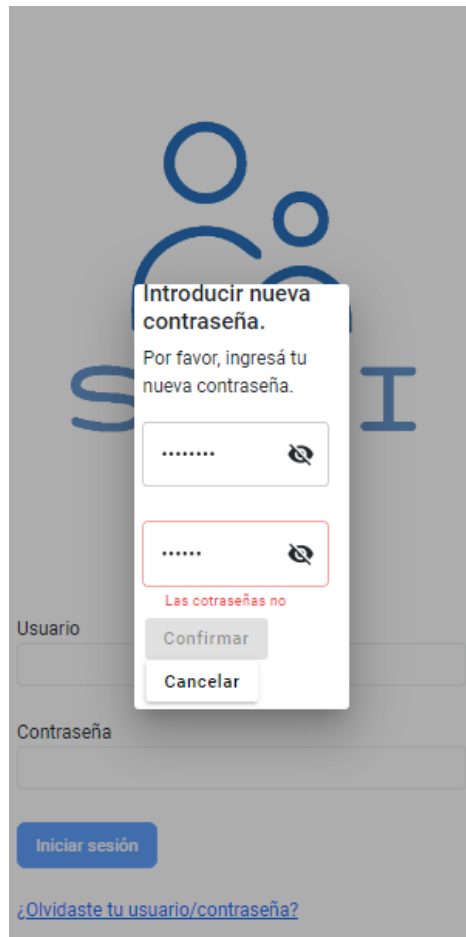 Introducir nueva
contraseña.
Por favor, ingresá tu
nueva contraseña.
........
......
Las cotraseñas no
Confirmar
Cancelar
S I
Usuario
Contraseña
Iniciar sesión
¿Olvidaste tu usuario/contraseña?